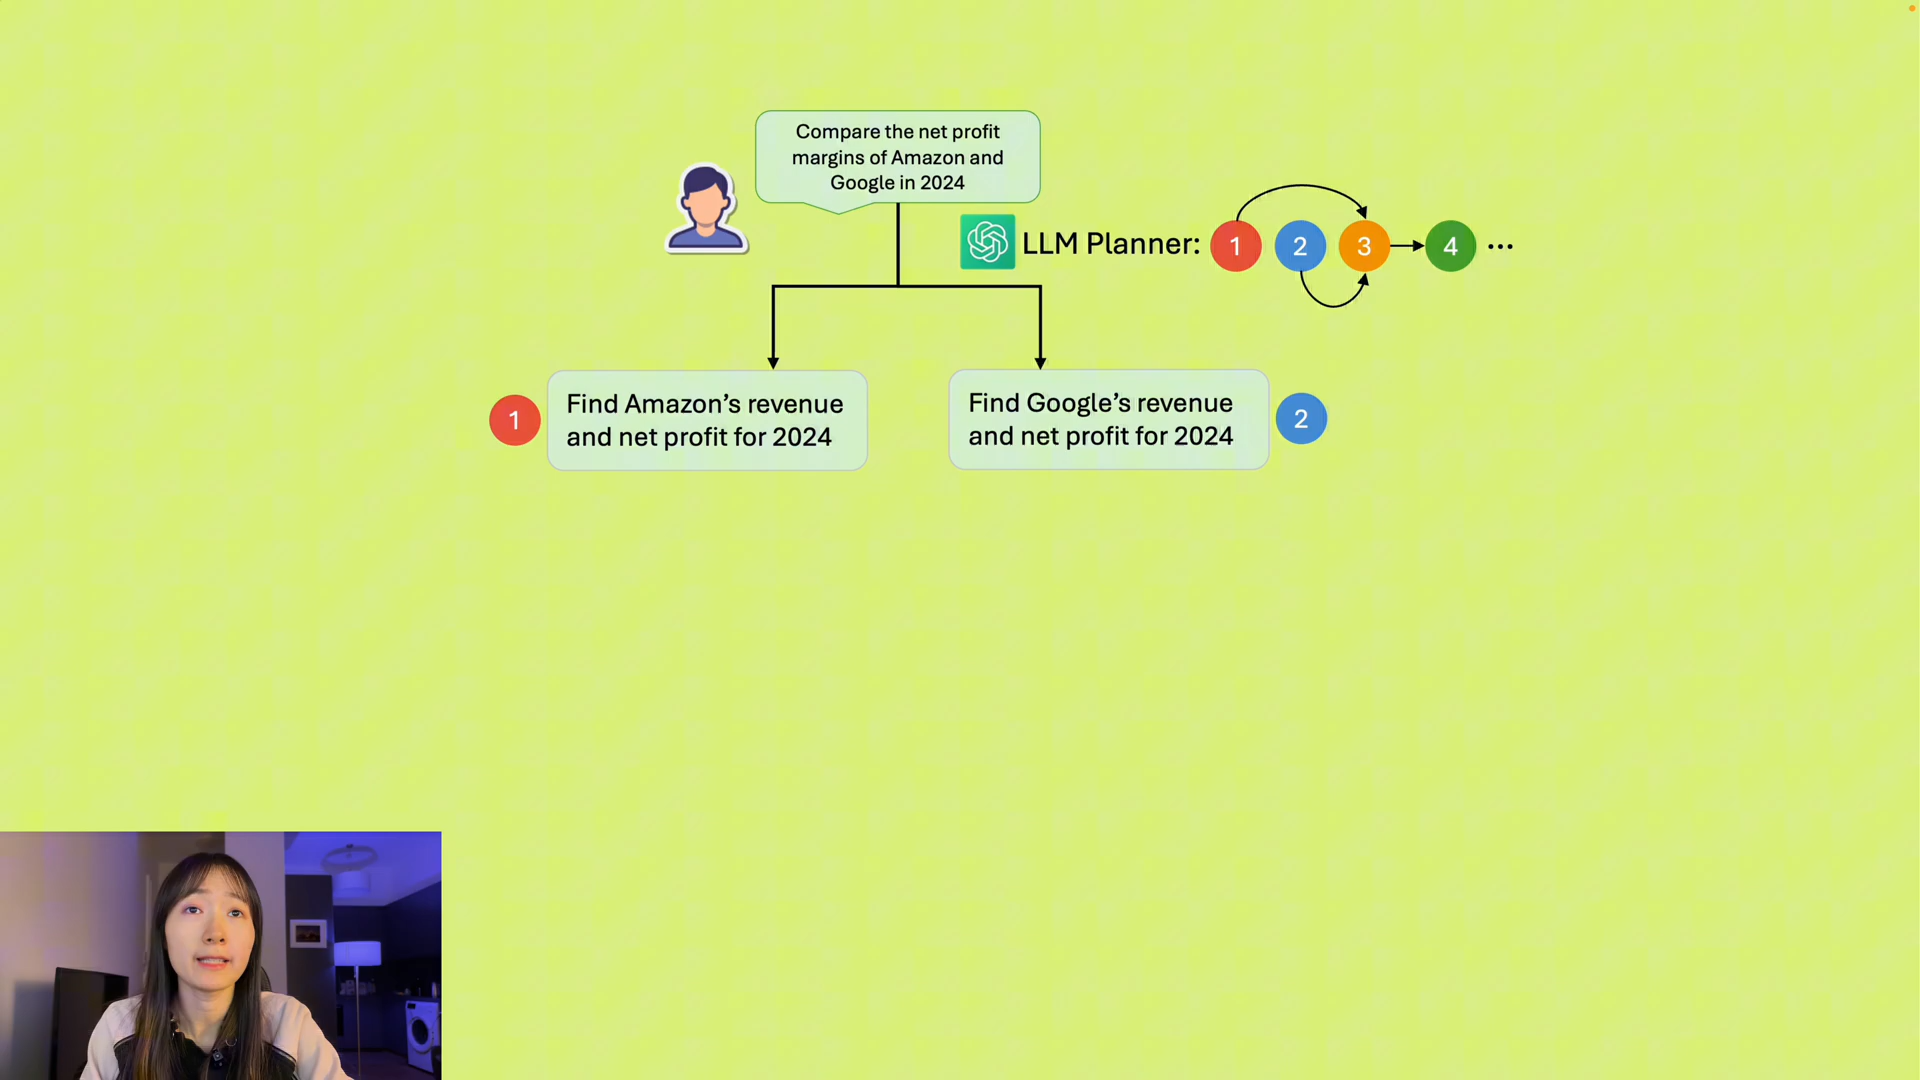 Compare the net profit
margins of Amazon and
Google in 2024
LLM Planner: 1 2 3 4 ...
1 Find Amazon’s revenue
and net profit for 2024
Find Google’s revenue 2
and net profit for 2024